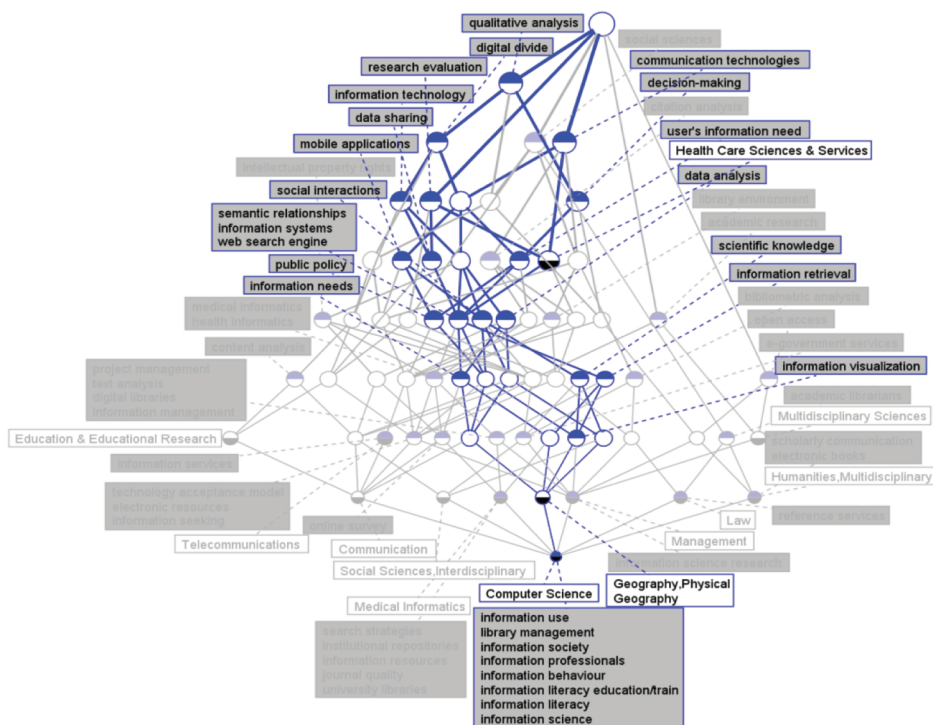 qualitative analysis
digital divide
social sciences
research evaluation
communication technologies
information technology
decision-making
data sharing
citation analysis
mobile applications
user's information need
Health Care Sciences & Services
intellectual property rights
data analysis
social interactions
library environment
semantic relationships
information systems
web search engine
academic research
scientific knowledge
public policy
information retrieval
information needs
bibliometric analysis
medical informatics
health informatics
open access
content analysis
e-government services
project management
text analysis
digital libraries
information management
information visualization
academic librarians
Multidisciplinary Sciences
Education & Educational Research
scholarly communication
electronic books
information services
Humanities,Multidisciplinary
technology acceptance model
electronic resources
information seeking
reference services
online survey
Law
Telecommunications
Communication
Management
Social Sciences,Interdisciplinary
information science research
Computer Science
Geography,Physical
Geography
Medical Informatics
search strategies
institutional repositories
information resources
journal quality
university libraries
information use
library management
information society
information professionals
information behaviour
information literacy education/train
information literacy
information science